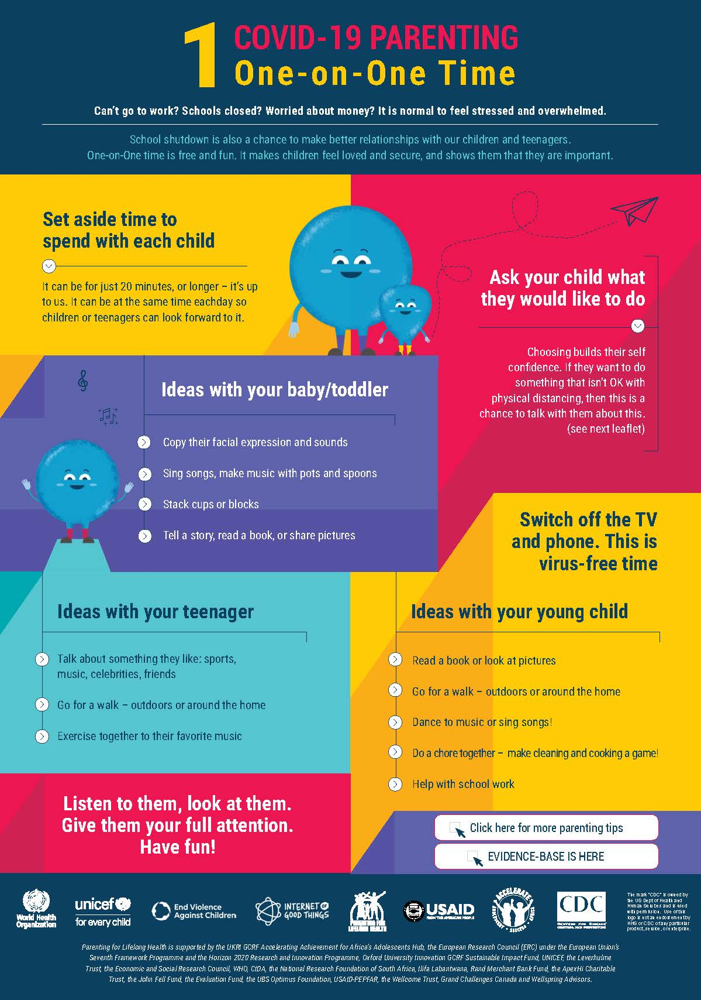 1 COVID-19 PARENTING
One-on-One Time
Can't go to work? Schools closed? Worried about money? It is normal to feel stressed and overwhelmed.
School shutdown is also a chance to make better relationships with our children and teenagers.
One-on-One time is free and fun. It makes children feel loved and secure, and shows them that they are important.
Set aside time to
spend with each child
It can be for just 20 minutes, or longer – it's up
to us. It can be at the same time eachday so
children or teenagers can look forward to it.
Ask your child what
they would like to do
Choosing builds their self
confidence. If they want to do
something that isn't OK with
physical distancing, then this is a
chance to talk with them about this.
(see next leaflet)
Ideas with your baby/toddler
Copy their facial expression and sounds
Sing songs, make music with pots and spoons
Stack cups or blocks
Tell a story, read a book, or share pictures
Switch off the TV
and phone. This is
virus-free time
Ideas with your teenager
Talk about something they like: sports,
music, celebrities, friends
Go for a walk – outdoors or around the home
Exercise together to their favorite music
Ideas with your young child
Read a book or look at pictures
Go for a walk – outdoors or around the home
Dance to music or sing songs!
Do a chore together – make cleaning and cooking a game!
Help with school work
Listen to them, look at them.
Give them your full attention.
Have fun!
Click here for more parenting tips
EVIDENCE-BASE IS HERE
World Health
Organization
unicef
for every child
End Violence
Against Children
INTERNET OF
GOOD THINGS
PARENTING FOR
LIFELONG HEALTH
USAID
FROM THE AMERICAN PEOPLE
ACCELERATE
CDC
The mark "CDC" is owned by
the US Dept of Health and
Human Services and is used
with permission. Use of this
logo is not an endorsement by
HHS or CDC of any particular
product, service, or enterprise.
Parenting for Lifelong Health is supported by the UKRI GCRF Accelerating Achievement for Africa's Adolescents Hub, the European Research Council (ERC) under the European Union's
Seventh Framework Programme and the Horizon 2020 Research and Innovation Programme, Oxford University Innovation GCRF Sustainable Impact Fund, UNICEF, the Leverhulme
Trust, the Economic and Social Research Council, WHO, CIDA, the National Research Foundation of South Africa, Ilifa Labantwana, Rand Merchant Bank Fund, the ApexHi Charitable
Trust, the John Fell Fund, the Evaluation Fund, the UBS Optimus Foundation, USAID-PEPFAR, the Wellcome Trust, Grand Challenges Canada and Wellspring Advisors.